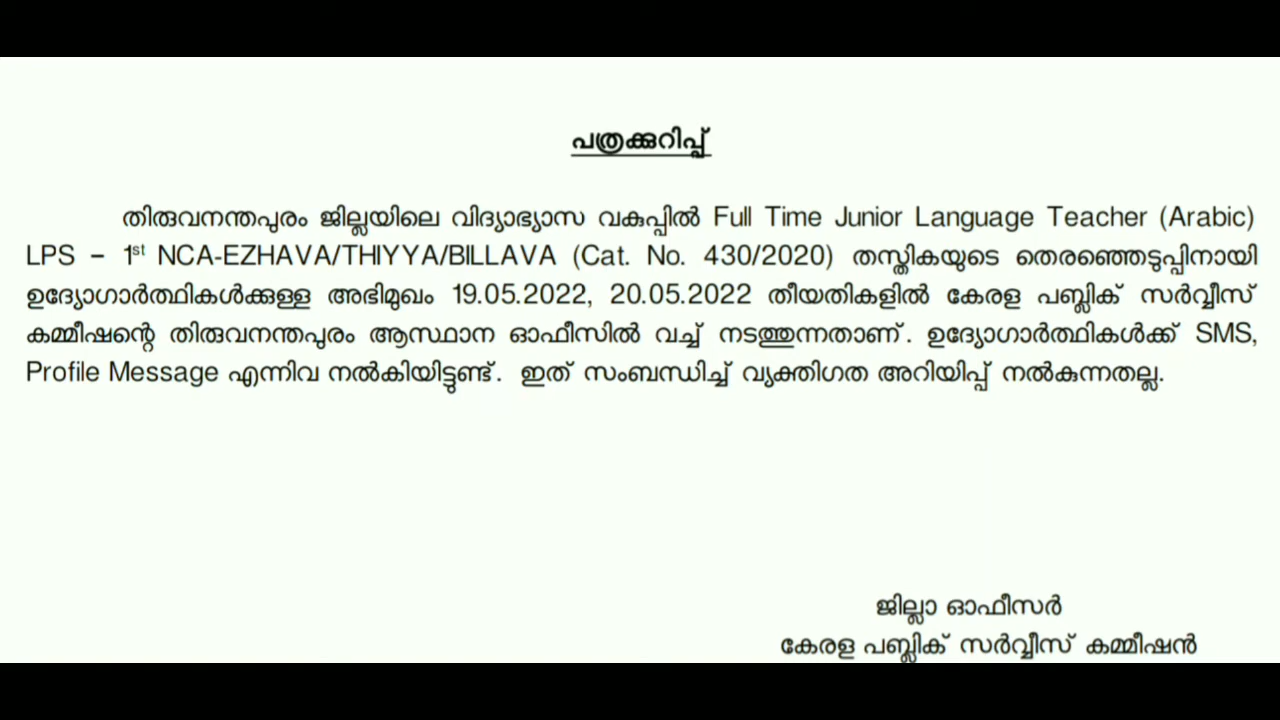 പത്രക്കുറിപ്പ്
തിരുവനന്തപുരം ജില്ലയിലെ വിദ്യാഭ്യാസ വകുപ്പിൽ Full Time Junior Language Teacher (Arabic)
LPS – 1st NCA-EZHAVA/THIYYA/BILLAVA (Cat. No. 430/2020) തസ്തികയുടെ തെരഞ്ഞെടുപ്പിനായി
ഉദ്യോഗാർത്ഥികൾക്കുള്ള അഭിമുഖം 19.05.2022, 20.05.2022 തീയതികളിൽ കേരള പബ്ലിക് സർവ്വീസ്
കമ്മീഷന്റെ തിരുവനന്തപുരം ആസ്ഥാന ഓഫീസിൽ വച്ച് നടത്തുന്നതാണ്. ഉദ്യോഗാർത്ഥികൾക്ക് SMS,
Profile Message എന്നിവ നൽകിയിട്ടുണ്ട്. ഇത് സംബന്ധിച്ച് വ്യക്തിഗത അറിയിപ്പ് നൽകുന്നതല്ല.
ജില്ലാ ഓഫീസർ
കേരള പബ്ലിക് സർവ്വീസ് കമ്മീഷൻ